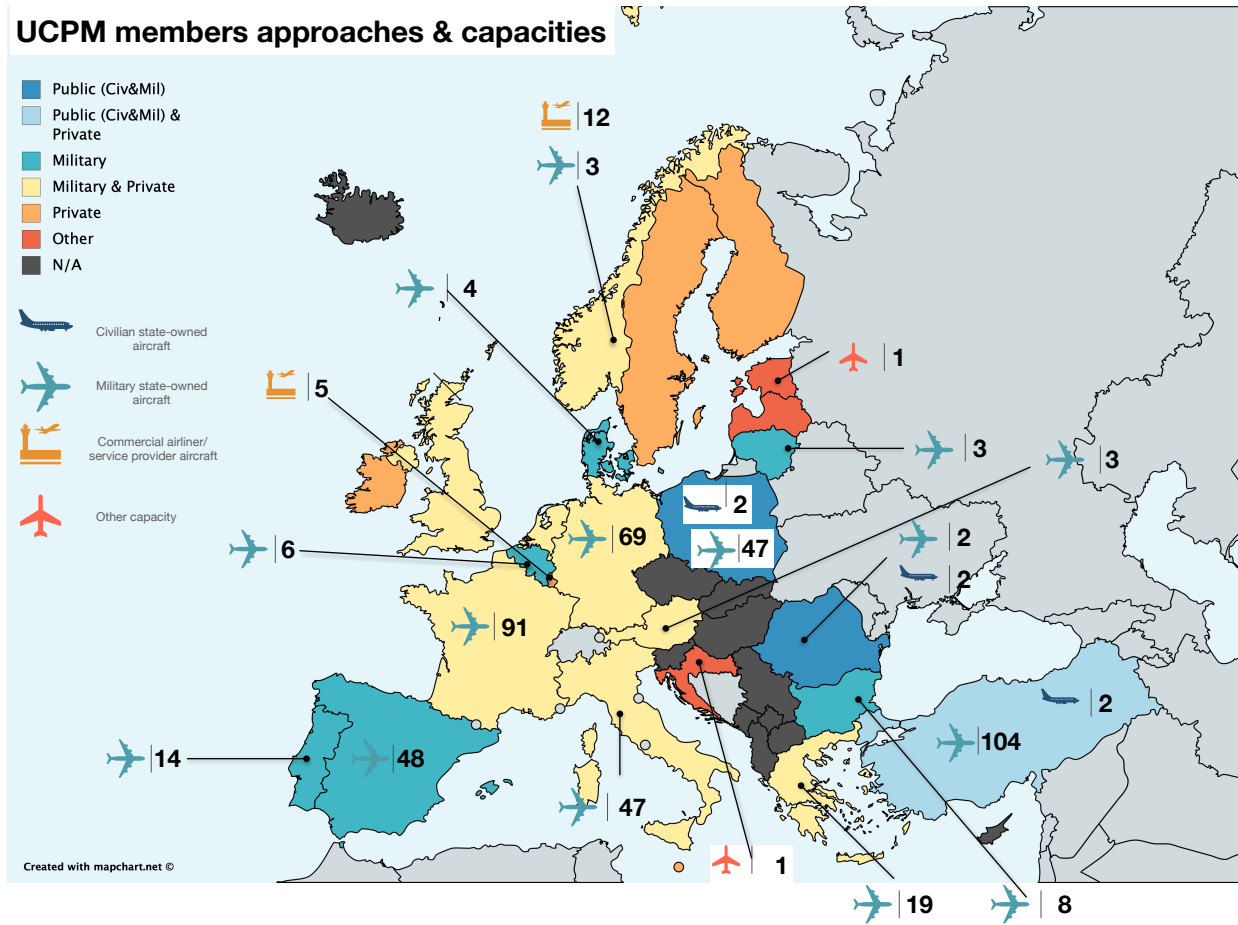 UCPM members approaches & capacities
Public (Civ&Mil)
Public (Civ&Mil) &
Private
Military
Military & Private
Private
Other
N/A
Civilian state-owned
aircraft
Military state-owned
aircraft
Commercial airliner/
service provider aircraft
Other capacity
12
3
4
5
1
3
3
2
47
69
6
2
2
91
2
104
14
48
47
1
19
8
Created with mapchart.net ©